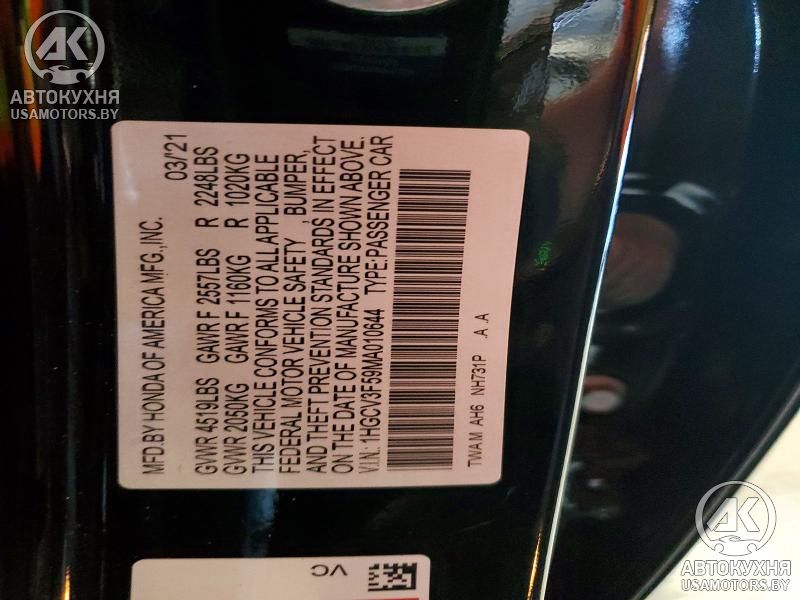 АК
АВТОКУХНЯ
USAMOTORS.BY
MFD.BY HONDA OF AMERICA MFG.,INC. 03/'21
GVWR 4519LBS GAWR F 2557LBS R 2248LBS
GVWR 2050KG GAWR F 1160KG R 1020KG
THIS VEHICLE CONFORMS TO ALL APPLICABLE
FEDERAL MOTOR VEHICLE SAFETY , BUMPER,
AND THEFT PREVENTION STANDARDS IN EFFECT
ON THE DATE OF MANUFACTURE SHOWN ABOVE.
V.I.N.: 1HGCV3F59MA010644 TYPE:PASSENGER CAR
TWAM AH6 NH731P .A .A
VC
АК
АВТОКУХНЯ
USAMOTORS.BY